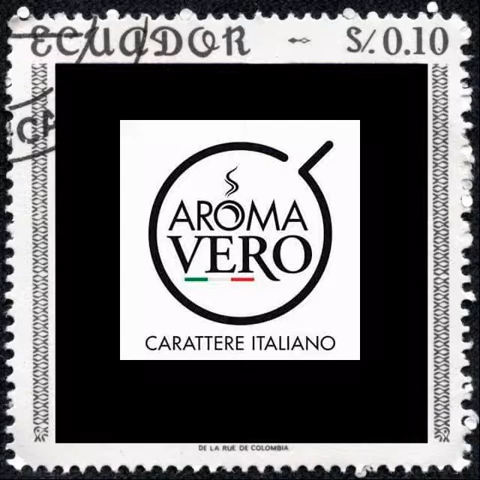 ECUADOR S/. 0.10
AROMA
VERO
CARATTERE ITALIANO
DE LA RUE DE COLOMBIA